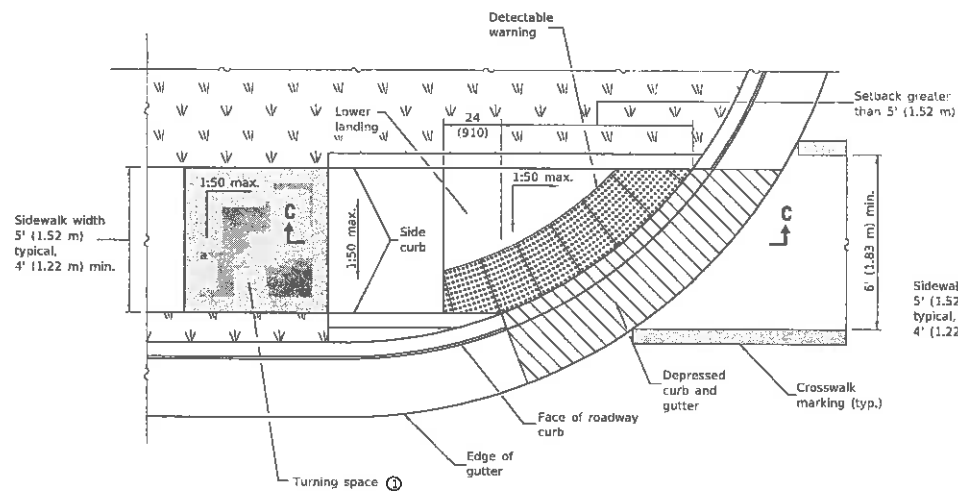 Detectable
warning
Setback greater
than 5' (1.52 m)
Lower
landing
24
(910)
1:50 max.
1:50 max.
1:50 max.
C
C
Side
curb
Sidewalk width
5' (1.52 m)
typical,
4' (1.22 m) min.
a
6' (1.83 m) min.
Sidewal
5' (1.52
typical,
4' (1.22
Depressed
curb and
gutter
Crosswalk
marking (typ.)
Face of roadway
curb
Edge of
gutter
Turning space ①